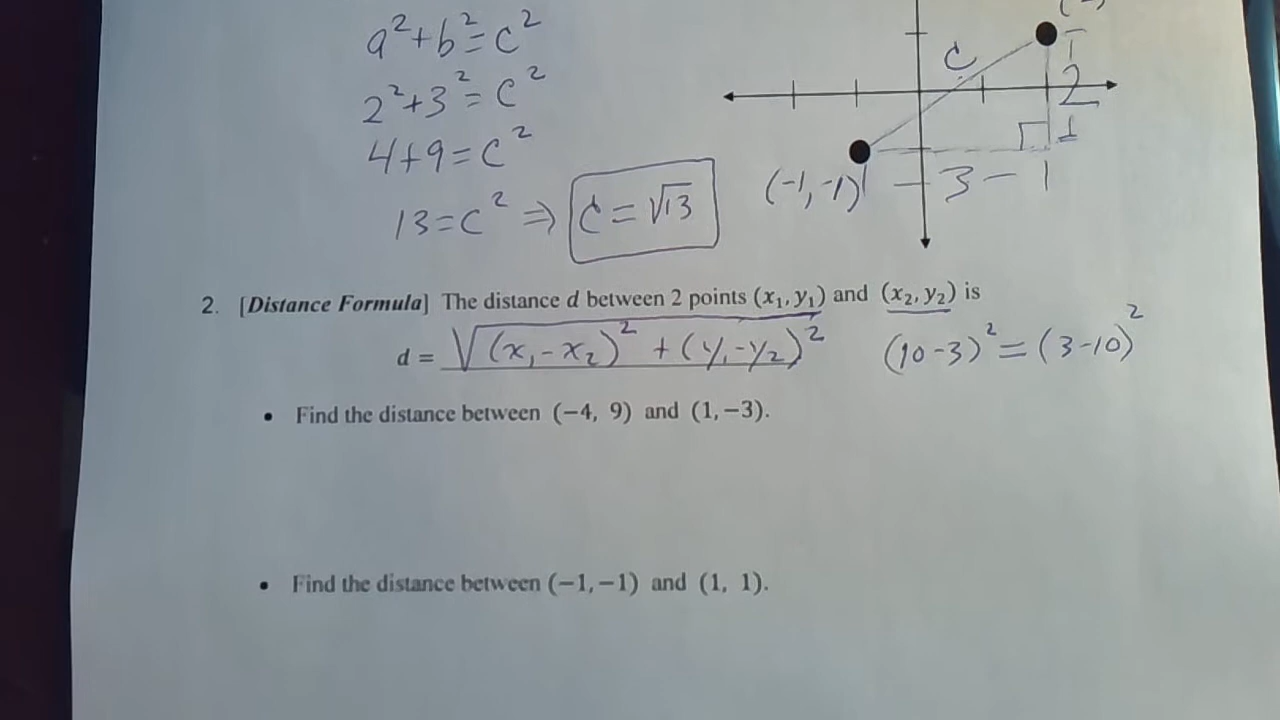 a²+b²=c²
2²+3²=c²
4+9=c²
13=c² ⇒ c=√13
c
2
1
(-1,-1)
3
1
2. [Distance Formula] The distance d between 2 points (x₁, y₁) and (x₂, y₂) is
d = √(x₁-x₂)²+(y₁-y₂)² (10-3)²=(3-10)²
• Find the distance between (−4, 9) and (1, −3).
• Find the distance between (−1, −1) and (1, 1).